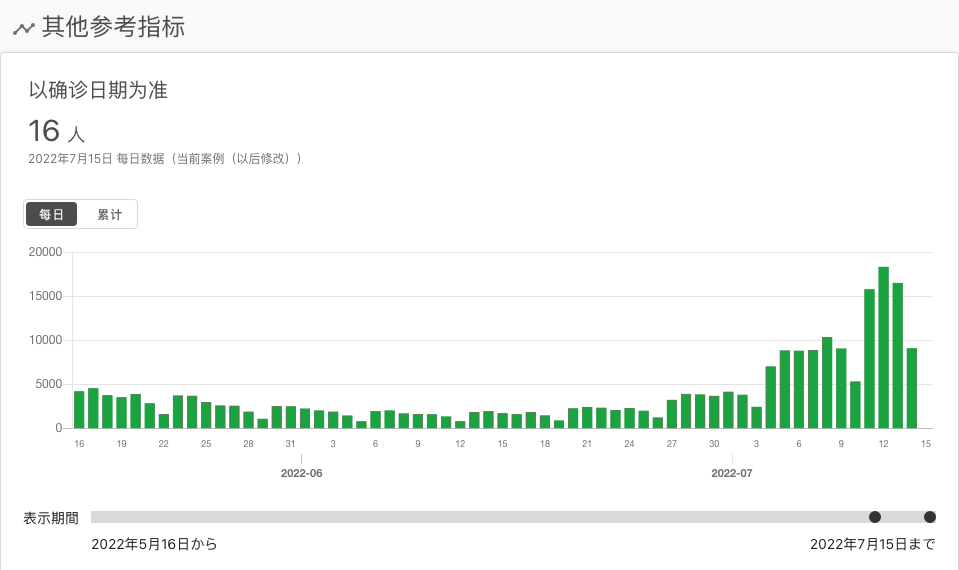 其他参考指标
以确诊日期为准
16 人
2022年7月15日 每日数据（当前案例（以后修改））
每日 累计
20000
15000
10000
5000
0
16 19 22 25 28 31 3 6 9 12 15 18 21 24 27 30 3 6 9 12 15
2022-06 2022-07
表示期間
2022年5月16日から 2022年7月15日まで